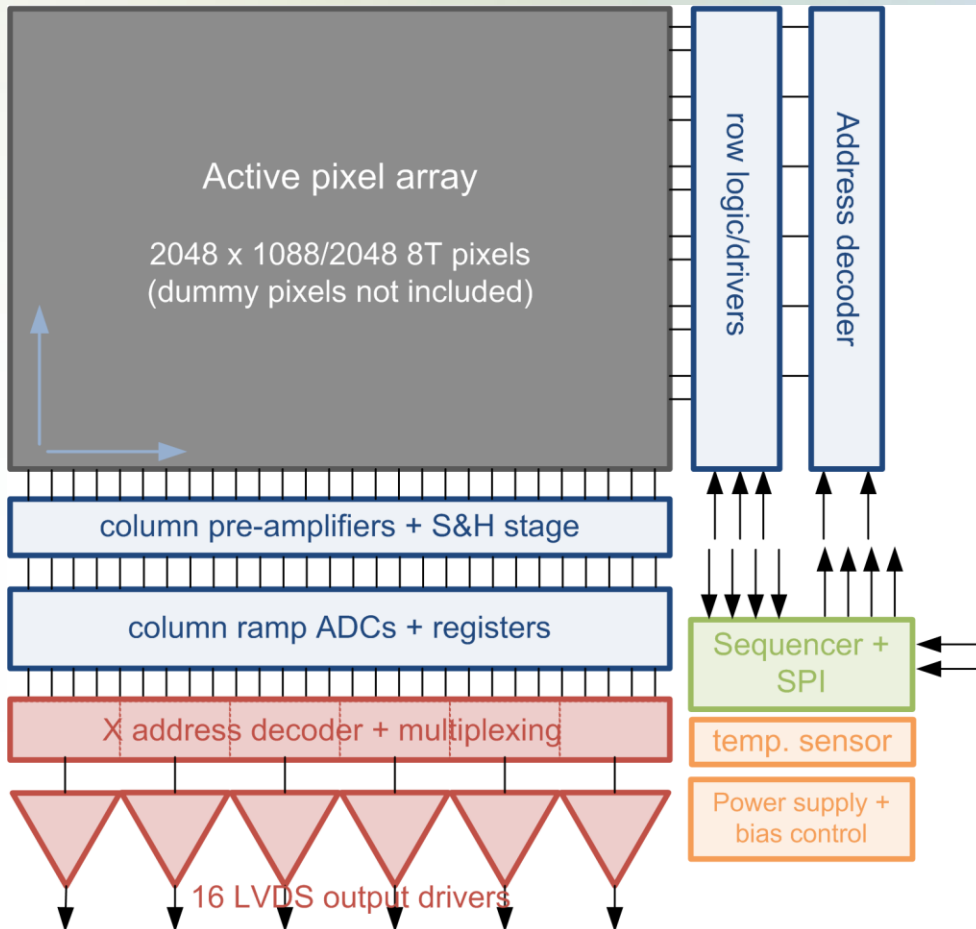 Active pixel array
2048 x 1088/2048 8T pixels
(dummy pixels not included)
row logic/drivers
Address decoder
column pre-amplifiers + S&H stage
column ramp ADCs + registers
Sequencer +
SPI
X address decoder + multiplexing
temp. sensor
Power supply +
bias control
16 LVDS output drivers